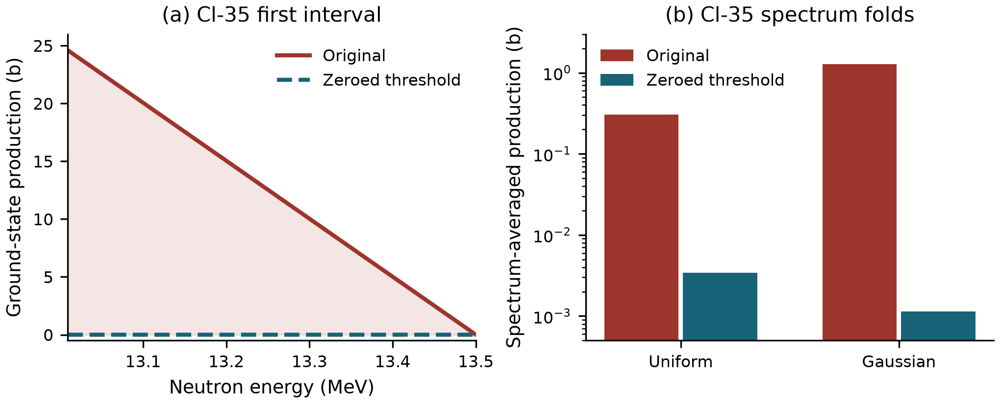 (a) Cl-35 first interval
Ground-state production (b)
25
20
15
10
5
0
Original
Zeroed threshold
13.1
13.2
13.3
13.4
13.5
Neutron energy (MeV)
(b) Cl-35 spectrum folds
Spectrum-averaged production (b)
10⁰
10⁻¹
10⁻²
10⁻³
Original
Zeroed threshold
Uniform
Gaussian